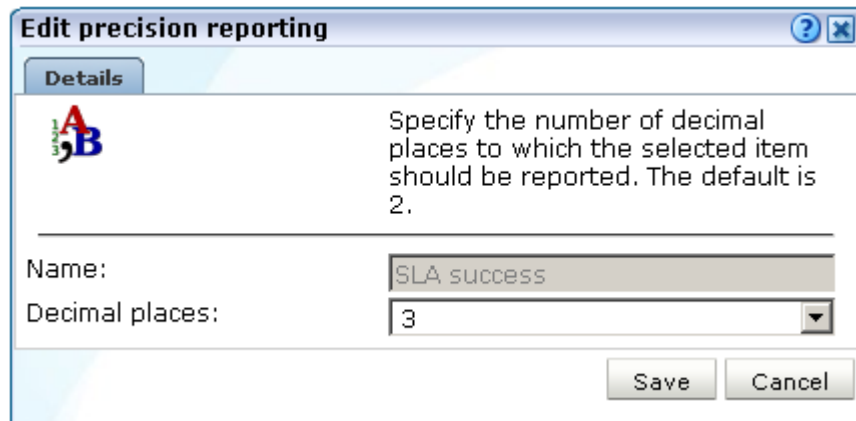 Edit precision reporting
Details
Specify the number of decimal
places to which the selected item
should be reported. The default is
2.
Name:
SLA success
Decimal places:
3
Save
Cancel